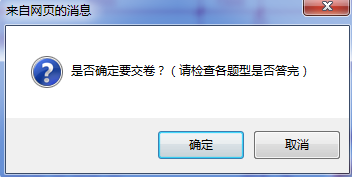 来自网页的消息
是否确定要交卷？（请检查各题型是否答完）
确定
取消